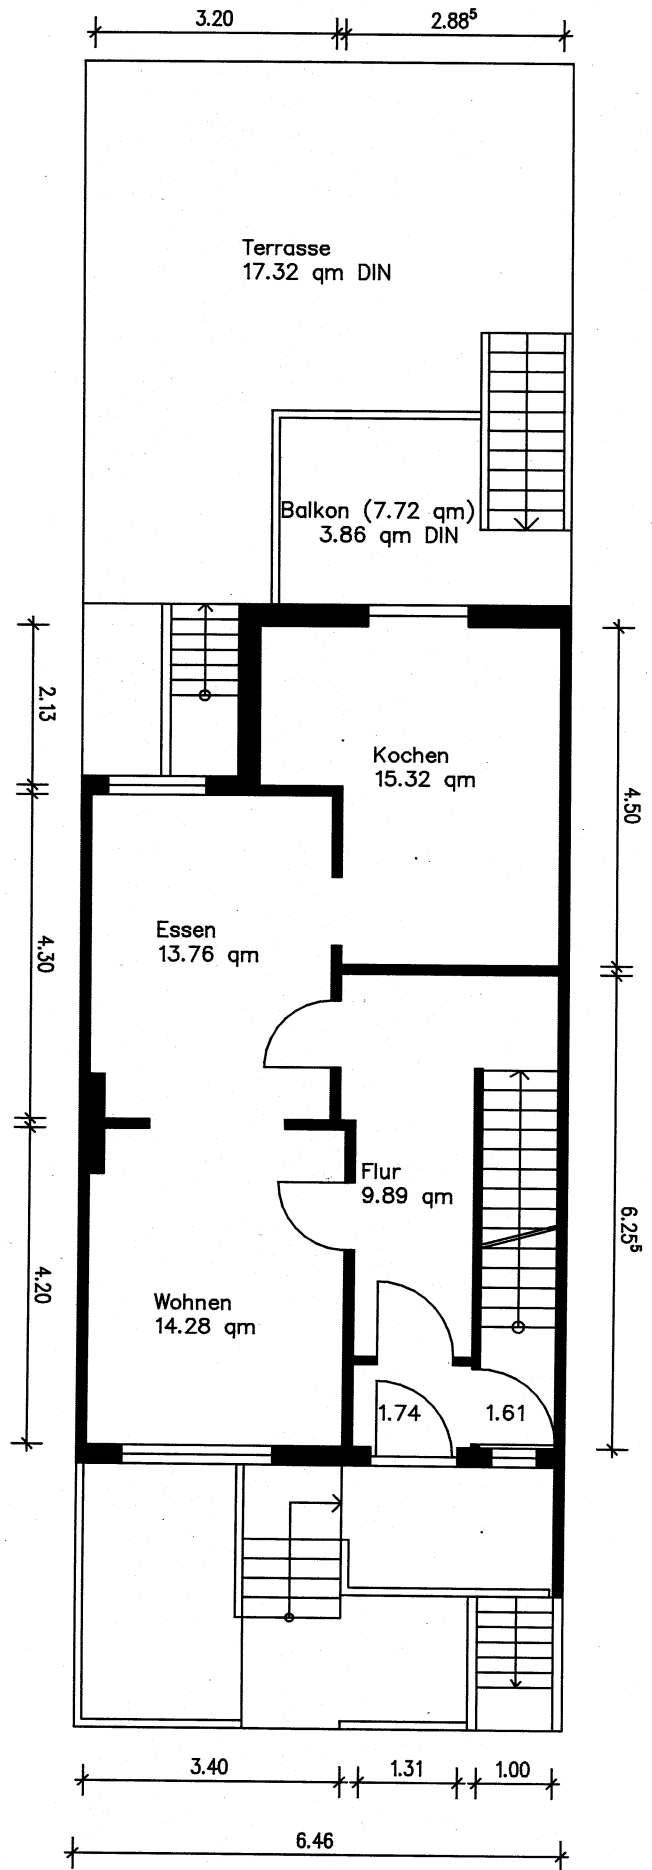 3.20
2.88⁵
Terrasse
17.32 qm DIN
Balkon (7.72 qm)
3.86 qm DIN
2.13
Kochen
15.32 qm
4.50
Essen
13.76 qm
4.30
Flur
9.89 qm
6.25⁵
4.20
Wohnen
14.28 qm
1.74
1.61
3.40
1.31
1.00
6.46